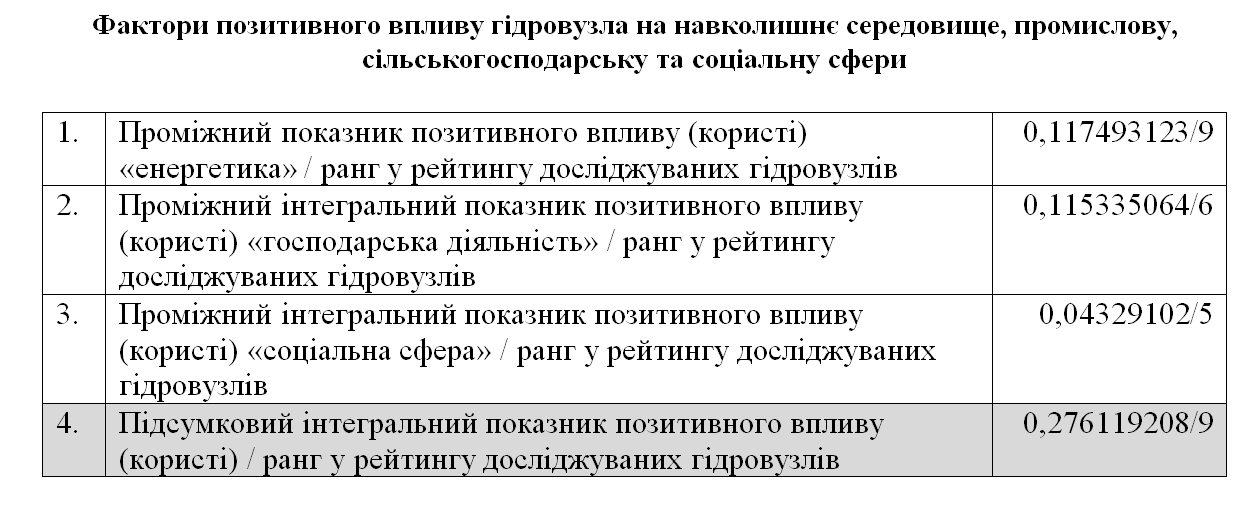 Фактори позитивного впливу гідровузла на навколишнє середовище, промислову,
сільськогосподарську та соціальну сфери
1. Проміжний показник позитивного впливу (користі) 0,117493123/9
«енергетика» / ранг у рейтингу досліджуваних гідровузлів
2. Проміжний інтегральний показник позитивного впливу 0,115335064/6
(користі) «господарська діяльність» / ранг у рейтингу
досліджуваних гідровузлів
3. Проміжний інтегральний показник позитивного впливу 0,04329102/5
(користі) «соціальна сфера» / ранг у рейтингу досліджуваних
гідровузлів
4. Підсумковий інтегральний показник позитивного впливу 0,276119208/9
(користі) / ранг у рейтингу досліджуваних гідровузлів